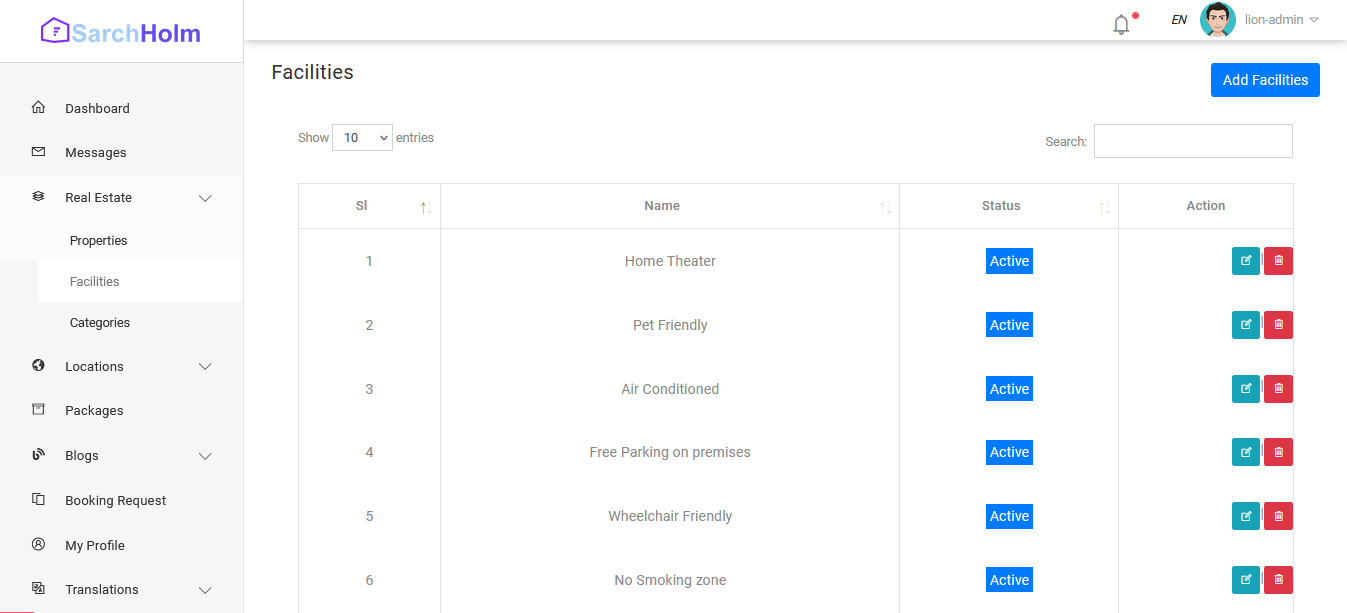 SarchHolm
EN lion-admin
Facilities
Add Facilities
Dashboard
Messages
Real Estate
Properties
Facilities
Categories
Locations
Packages
Blogs
Booking Request
My Profile
Translations
Show 10 entries
Search:
Sl Name Status Action
1 Home Theater Active
2 Pet Friendly Active
3 Air Conditioned Active
4 Free Parking on premises Active
5 Wheelchair Friendly Active
6 No Smoking zone Active